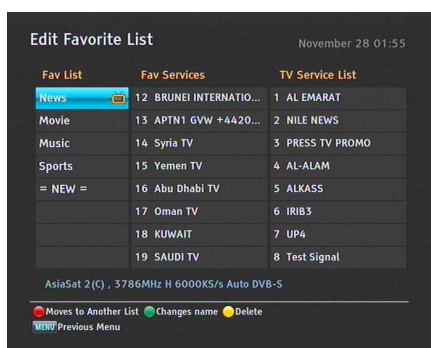 Edit Favorite List
November 28 01:55
Fav List Fav Services TV Service List
News 12 BRUNEI INTERNATIO... 1 AL EMARAT
Movie 13 APTN1 GVW +4420... 2 NILE NEWS
Music 14 Syria TV 3 PRESS TV PROMO
Sports 15 Yemen TV 4 AL-ALAM
= NEW = 16 Abu Dhabi TV 5 ALKASS
17 Oman TV 6 IRIB3
18 KUWAIT 7 UP4
19 SAUDI TV 8 Test Signal
AsiaSat 2(C) , 3786MHz H 6000KS/s Auto DVB-S
Moves to Another List Changes name Delete
MENU Previous Menu